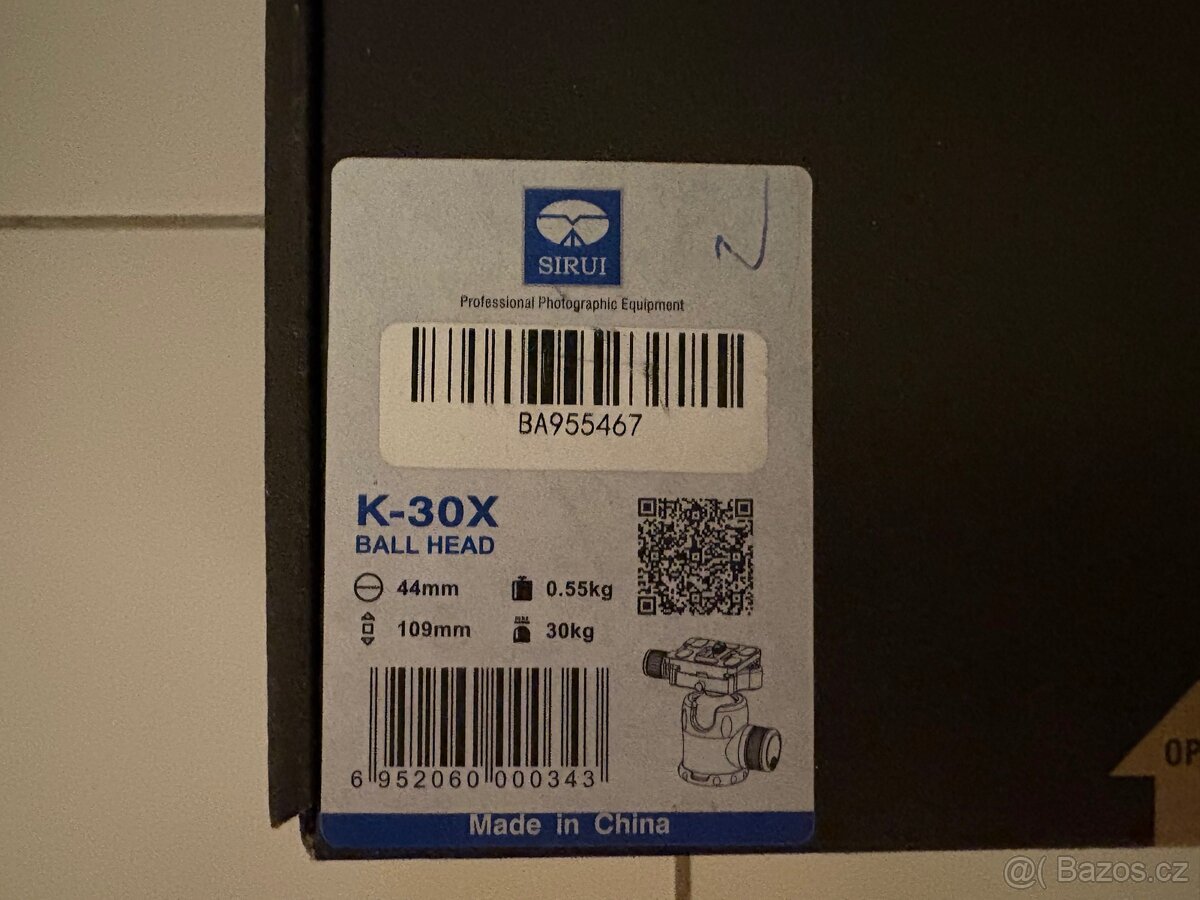 SIRUI
Professional Photographic Equipment
BA955467
K-30X
BALL HEAD
44mm
0.55kg
109mm
30kg
6 952060 000343
Made in China
OP
@( Bazos.cz